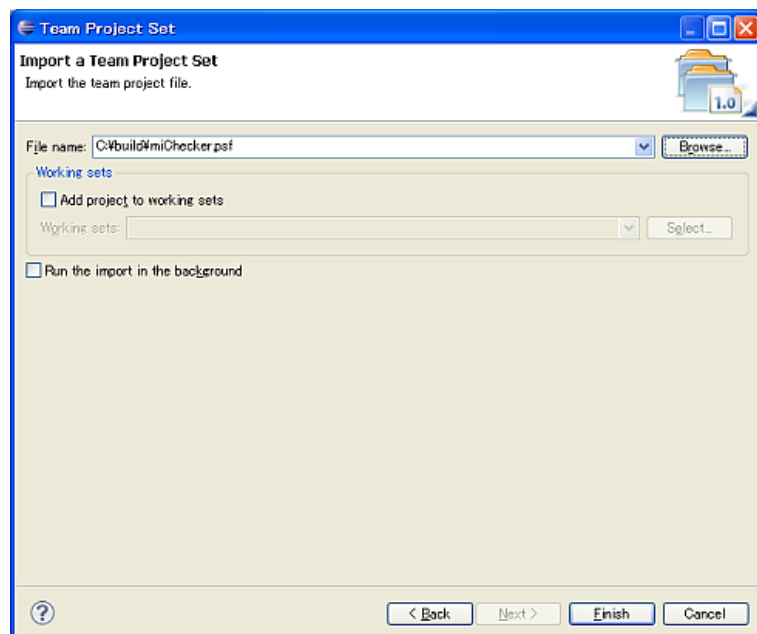 Team Project Set
Import a Team Project Set
Import the team project file.
1.0
File name: C:¥build¥miChecker.psf Browse...
Working sets
Add project to working sets
Working sets: Select...
Run the import in the background
? < Back Next > Finish Cancel